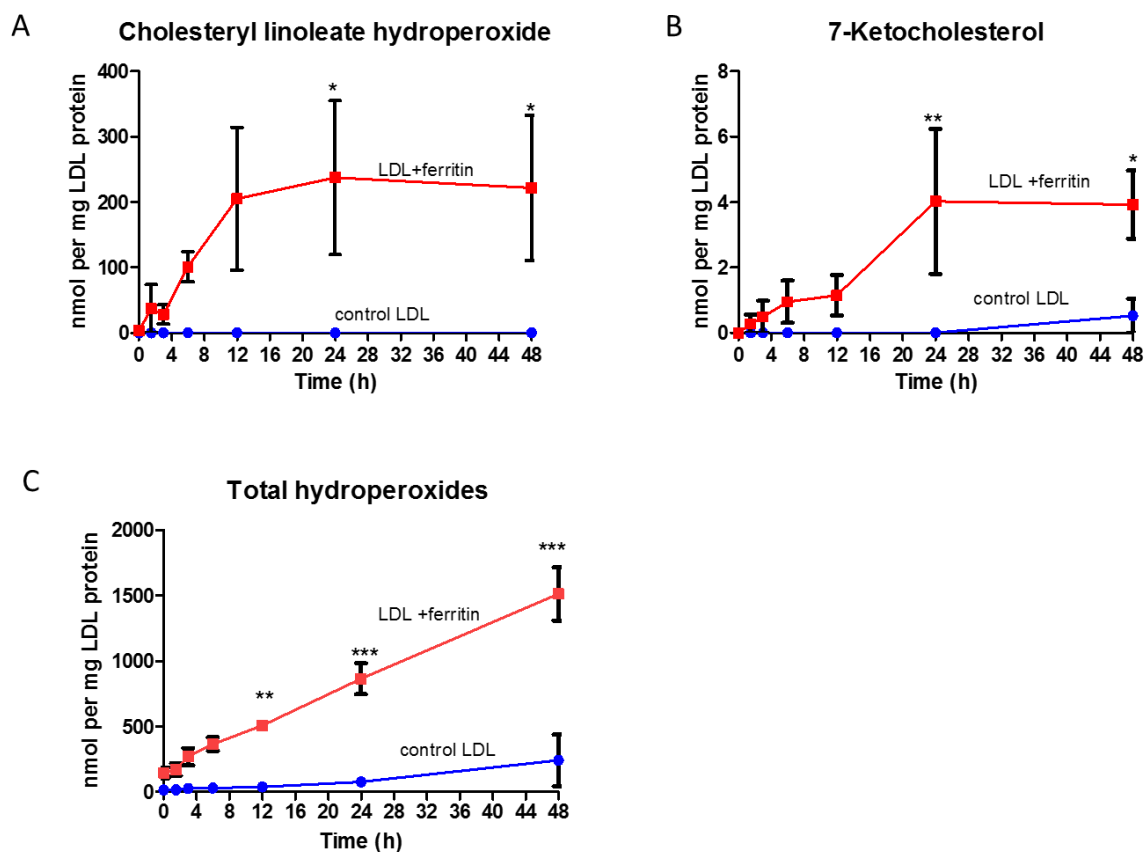 A
Cholesteryl linoleate hydroperoxide
nmol per mg LDL protein
400
300
200
100
0
*
*
LDL+ferritin
control LDL
0 4 8 12 16 20 24 28 32 36 40 44 48
Time (h)
B
7-Ketocholesterol
nmol per mg LDL protein
8
6
4
2
0
**
*
LDL +ferritin
control LDL
0 4 8 12 16 20 24 28 32 36 40 44 48
Time (h)
C
Total hydroperoxides
nmol per mg LDL protein
2000
1500
1000
500
0
***
LDL +ferritin
***
**
control LDL
0 4 8 12 16 20 24 28 32 36 40 44 48
Time (h)